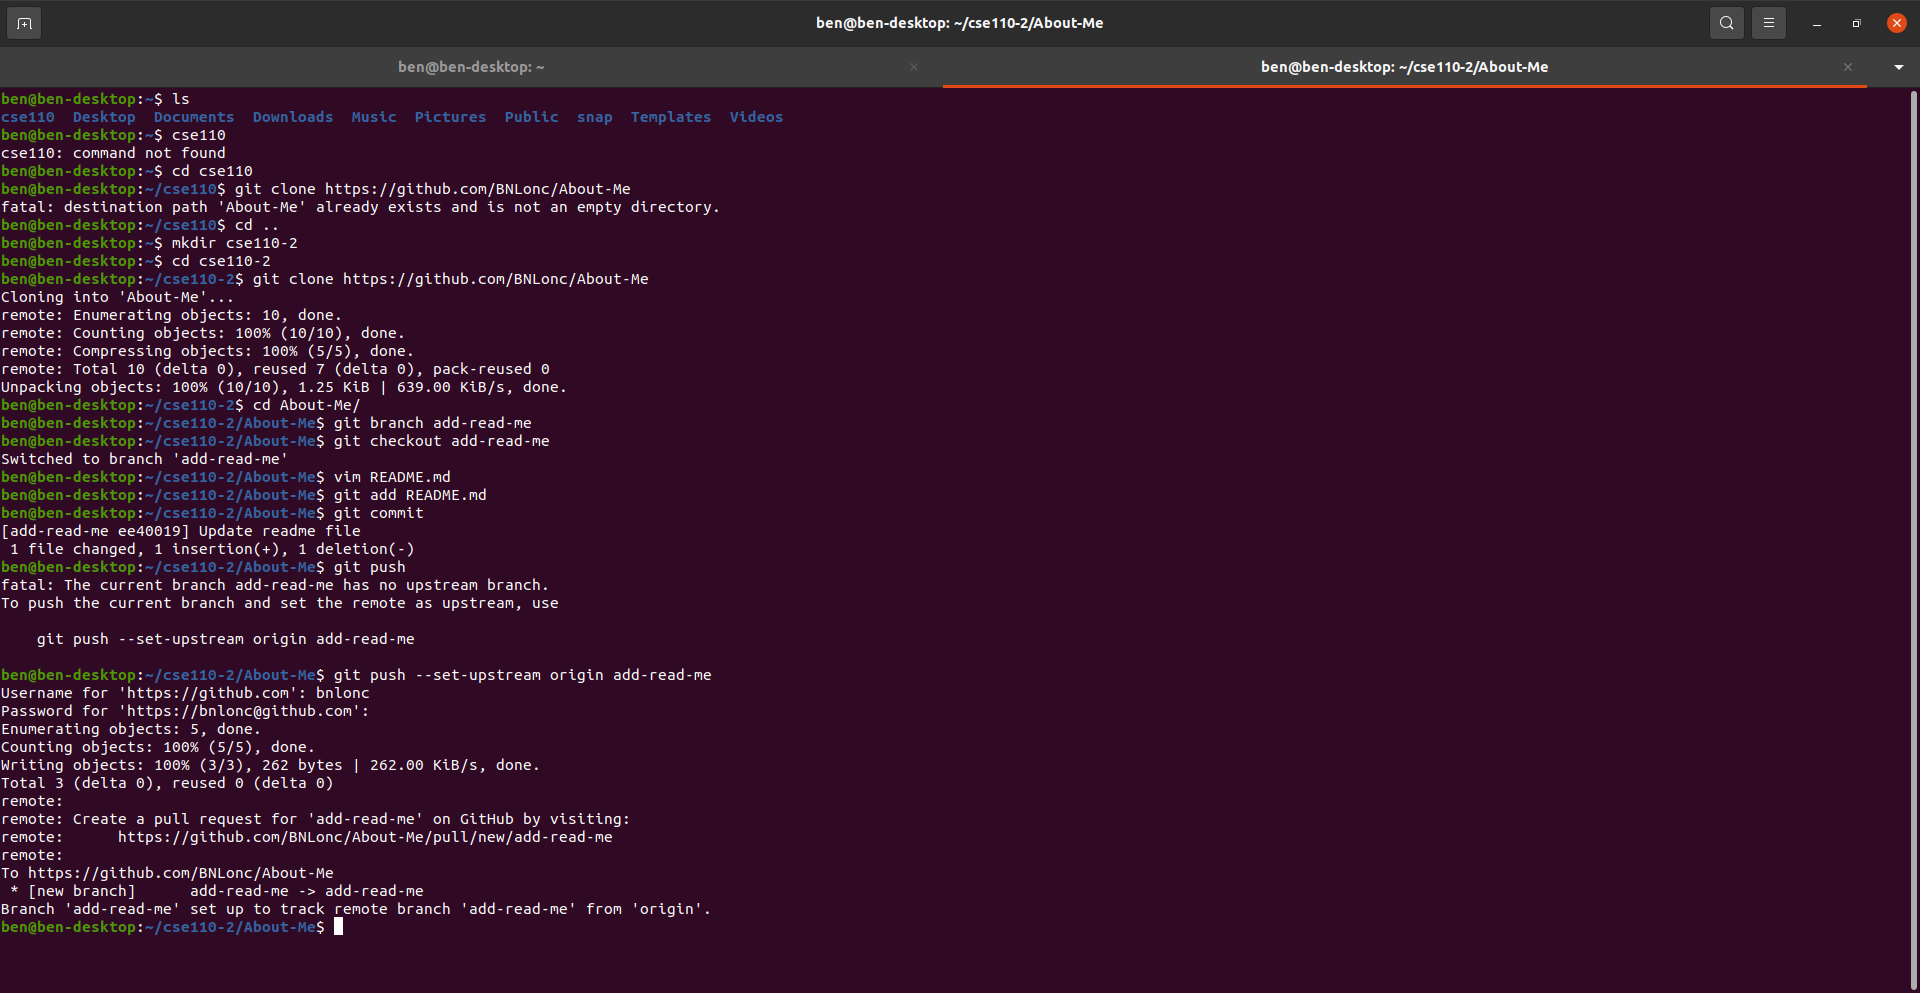 ben@ben-desktop: ~/cse110-2/About-Me
ben@ben-desktop: ~
ben@ben-desktop: ~/cse110-2/About-Me
ben@ben-desktop:~$ ls
cse110  Desktop  Documents  Downloads  Music  Pictures  Public  snap  Templates  Videos
ben@ben-desktop:~$ cse110
cse110: command not found
ben@ben-desktop:~$ cd cse110
ben@ben-desktop:~/cse110$ git clone https://github.com/BNLonc/About-Me
fatal: destination path 'About-Me' already exists and is not an empty directory.
ben@ben-desktop:~/cse110$ cd ..
ben@ben-desktop:~$ mkdir cse110-2
ben@ben-desktop:~$ cd cse110-2
ben@ben-desktop:~/cse110-2$ git clone https://github.com/BNLonc/About-Me
Cloning into 'About-Me'...
remote: Enumerating objects: 10, done.
remote: Counting objects: 100% (10/10), done.
remote: Compressing objects: 100% (5/5), done.
remote: Total 10 (delta 0), reused 7 (delta 0), pack-reused 0
Unpacking objects: 100% (10/10), 1.25 KiB | 639.00 KiB/s, done.
ben@ben-desktop:~/cse110-2$ cd About-Me/
ben@ben-desktop:~/cse110-2/About-Me$ git branch add-read-me
ben@ben-desktop:~/cse110-2/About-Me$ git checkout add-read-me
Switched to branch 'add-read-me'
ben@ben-desktop:~/cse110-2/About-Me$ vim README.md
ben@ben-desktop:~/cse110-2/About-Me$ git add README.md
ben@ben-desktop:~/cse110-2/About-Me$ git commit
[add-read-me ee40019] Update readme file
 1 file changed, 1 insertion(+), 1 deletion(-)
ben@ben-desktop:~/cse110-2/About-Me$ git push
fatal: The current branch add-read-me has no upstream branch.
To push the current branch and set the remote as upstream, use
    git push --set-upstream origin add-read-me
ben@ben-desktop:~/cse110-2/About-Me$ git push --set-upstream origin add-read-me
Username for 'https://github.com': bnlonc
Password for 'https://bnlonc@github.com':
Enumerating objects: 5, done.
Counting objects: 100% (5/5), done.
Writing objects: 100% (3/3), 262 bytes | 262.00 KiB/s, done.
Total 3 (delta 0), reused 0 (delta 0)
remote:
remote: Create a pull request for 'add-read-me' on GitHub by visiting:
remote:      https://github.com/BNLonc/About-Me/pull/new/add-read-me
remote:
To https://github.com/BNLonc/About-Me
 * [new branch]      add-read-me -> add-read-me
Branch 'add-read-me' set up to track remote branch 'add-read-me' from 'origin'.
ben@ben-desktop:~/cse110-2/About-Me$